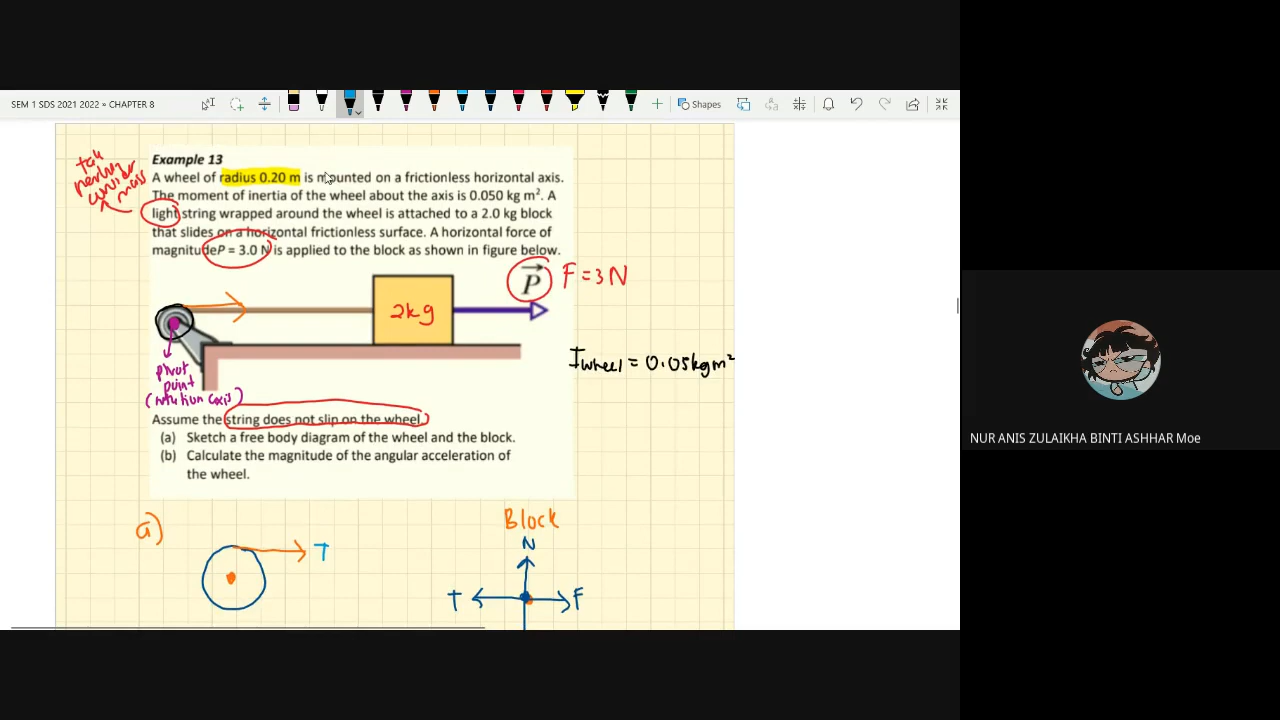 SEM 1 SDS 2021 2022 » CHAPTER 8
Shapes
Example 13
A wheel of radius 0.20 m is mounted on a frictionless horizontal axis.
The moment of inertia of the wheel about the axis is 0.050 kg m². A
light string wrapped around the wheel is attached to a 2.0 kg block
that slides on a horizontal frictionless surface. A horizontal force of
magnitudeP = 3.0 N is applied to the block as shown in figure below.
tak
mass
P
F = 3N
2kg
I wheel = 0.05kgm²
pivot
point
(rotation axis)
Assume the string does not slip on the wheel.
(a) Sketch a free body diagram of the wheel and the block.
(b) Calculate the magnitude of the angular acceleration of
the wheel.
a)
T
Block
N
T
F
NUR ANIS ZULAIKHA BINTI ASHHAR Moe